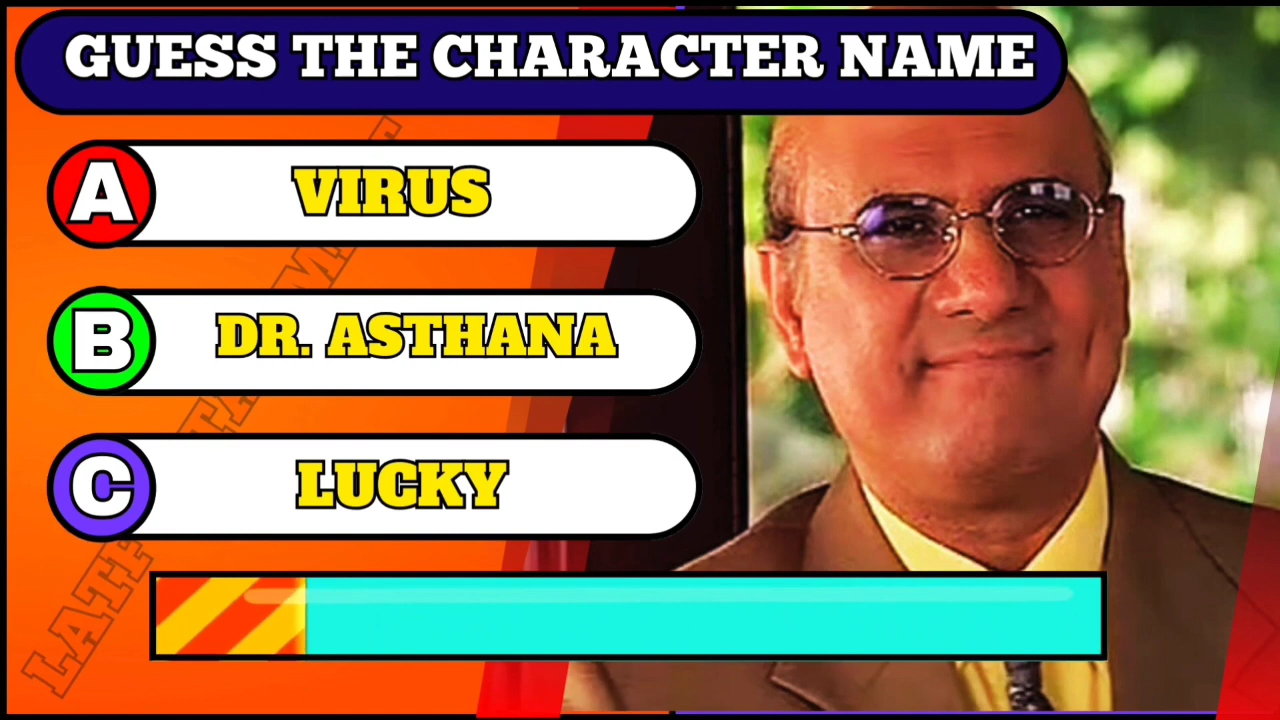 GUESS THE CHARACTER NAME
A
VIRUS
B
DR. ASTHANA
C
LUCKY